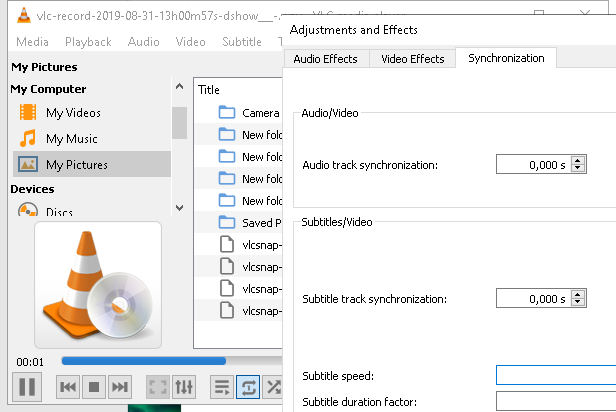 vlc-record-2019-08-31-13h00m57s-dshow___-
Adjustments and Effects
Media Playback Audio Video Subtitle
Audio Effects Video Effects Synchronization
My Pictures
My Computer
My Videos
My Music
My Pictures
Devices
Discs
Title
Camera
New fold
New fold
New fold
New fold
Saved P
vlcsnap-
vlcsnap-
vlcsnap-
vlcsnap-
Audio/Video
Audio track synchronization: 0,000 s
Subtitles/Video
Subtitle track synchronization: 0,000 s
Subtitle speed:
Subtitle duration factor:
00:01